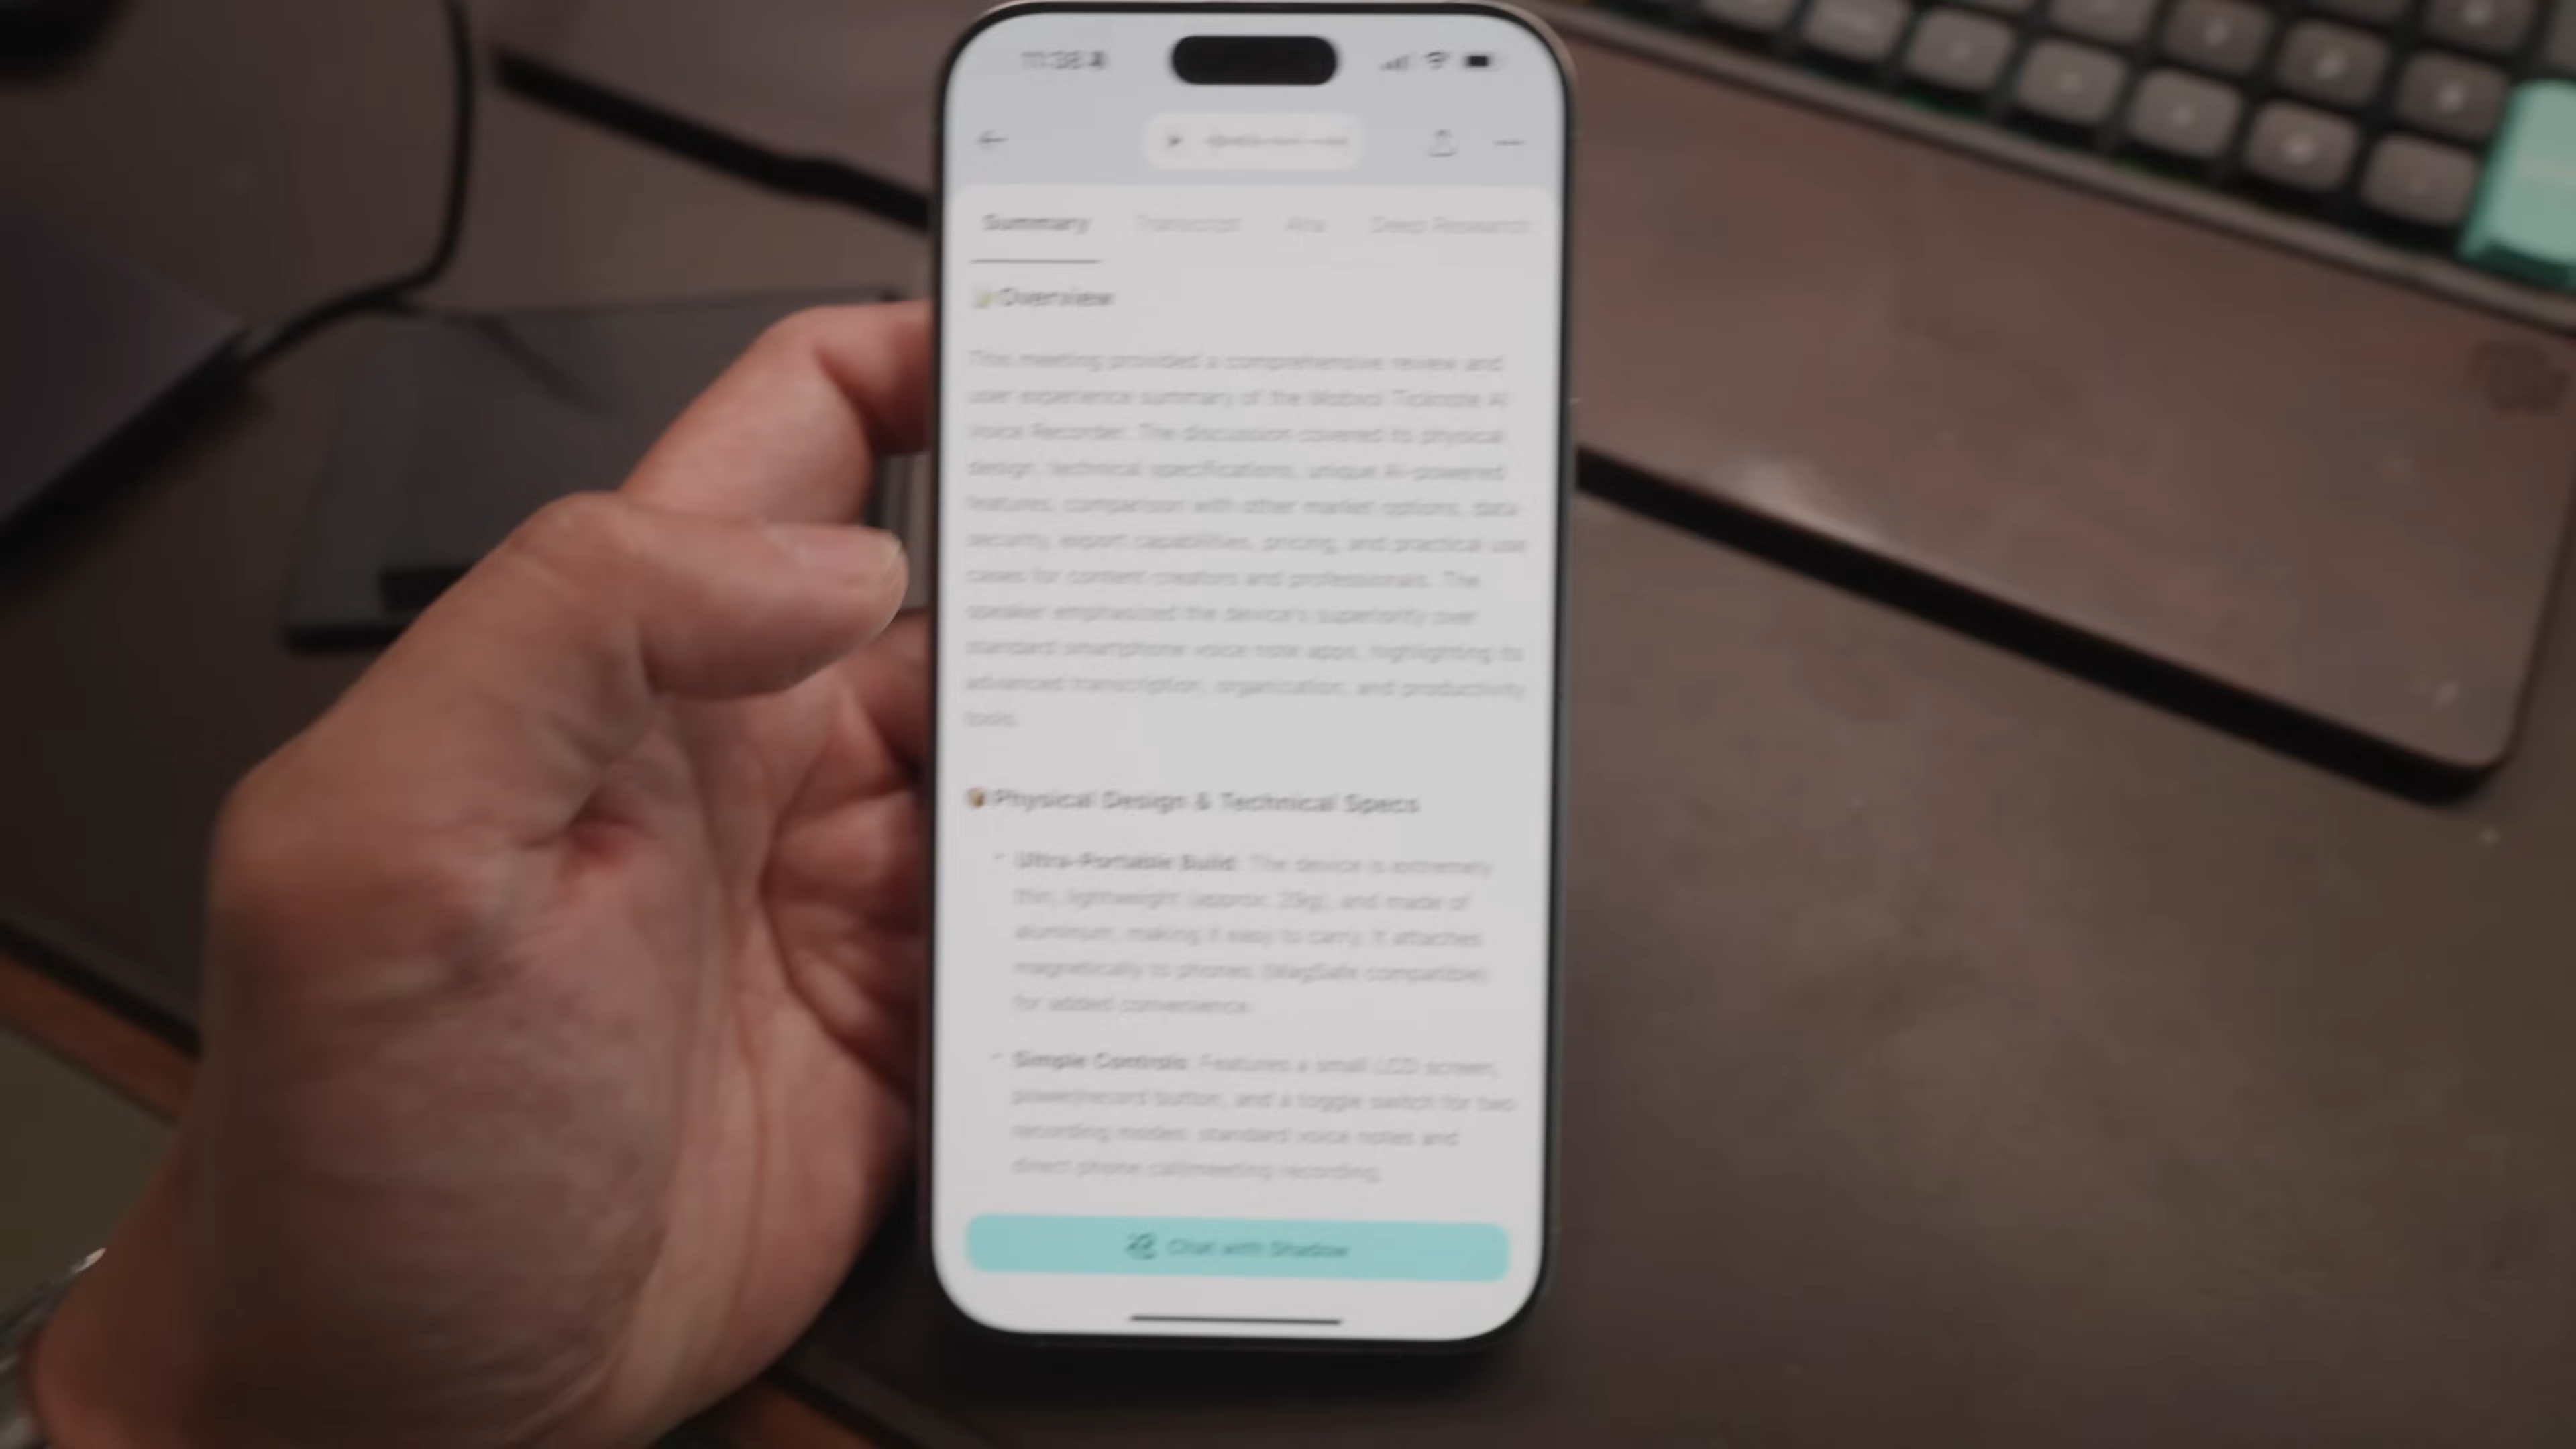 11:38
Summary Transcript Deep Research
Overview
This meeting provided a comprehensive review and
user experience summary of the Mobvoi Ticknote AI
Voice Recorder. The discussion covered its physical
design, technical specifications, unique AI-powered
features, comparison with other market options, data
security, export capabilities, pricing, and practical use
cases for content creators and professionals. The
speaker emphasized the device's superiority over
standard smartphone voice note apps, highlighting its
advanced transcription, organization, and productivity
tools.
Physical Design & Technical Specs
Ultra-Portable Build: The device is extremely
thin, lightweight (approx. and made of
aluminum, making it easy to carry. It attaches
magnetically to phones (MagSafe compatible)
for added convenience.
Simple Controls: Features a small LCD screen,
power/record button, and a toggle switch for two
recording modes: standard voice notes and
direct phone call/meeting recording.
Chat with Shadow